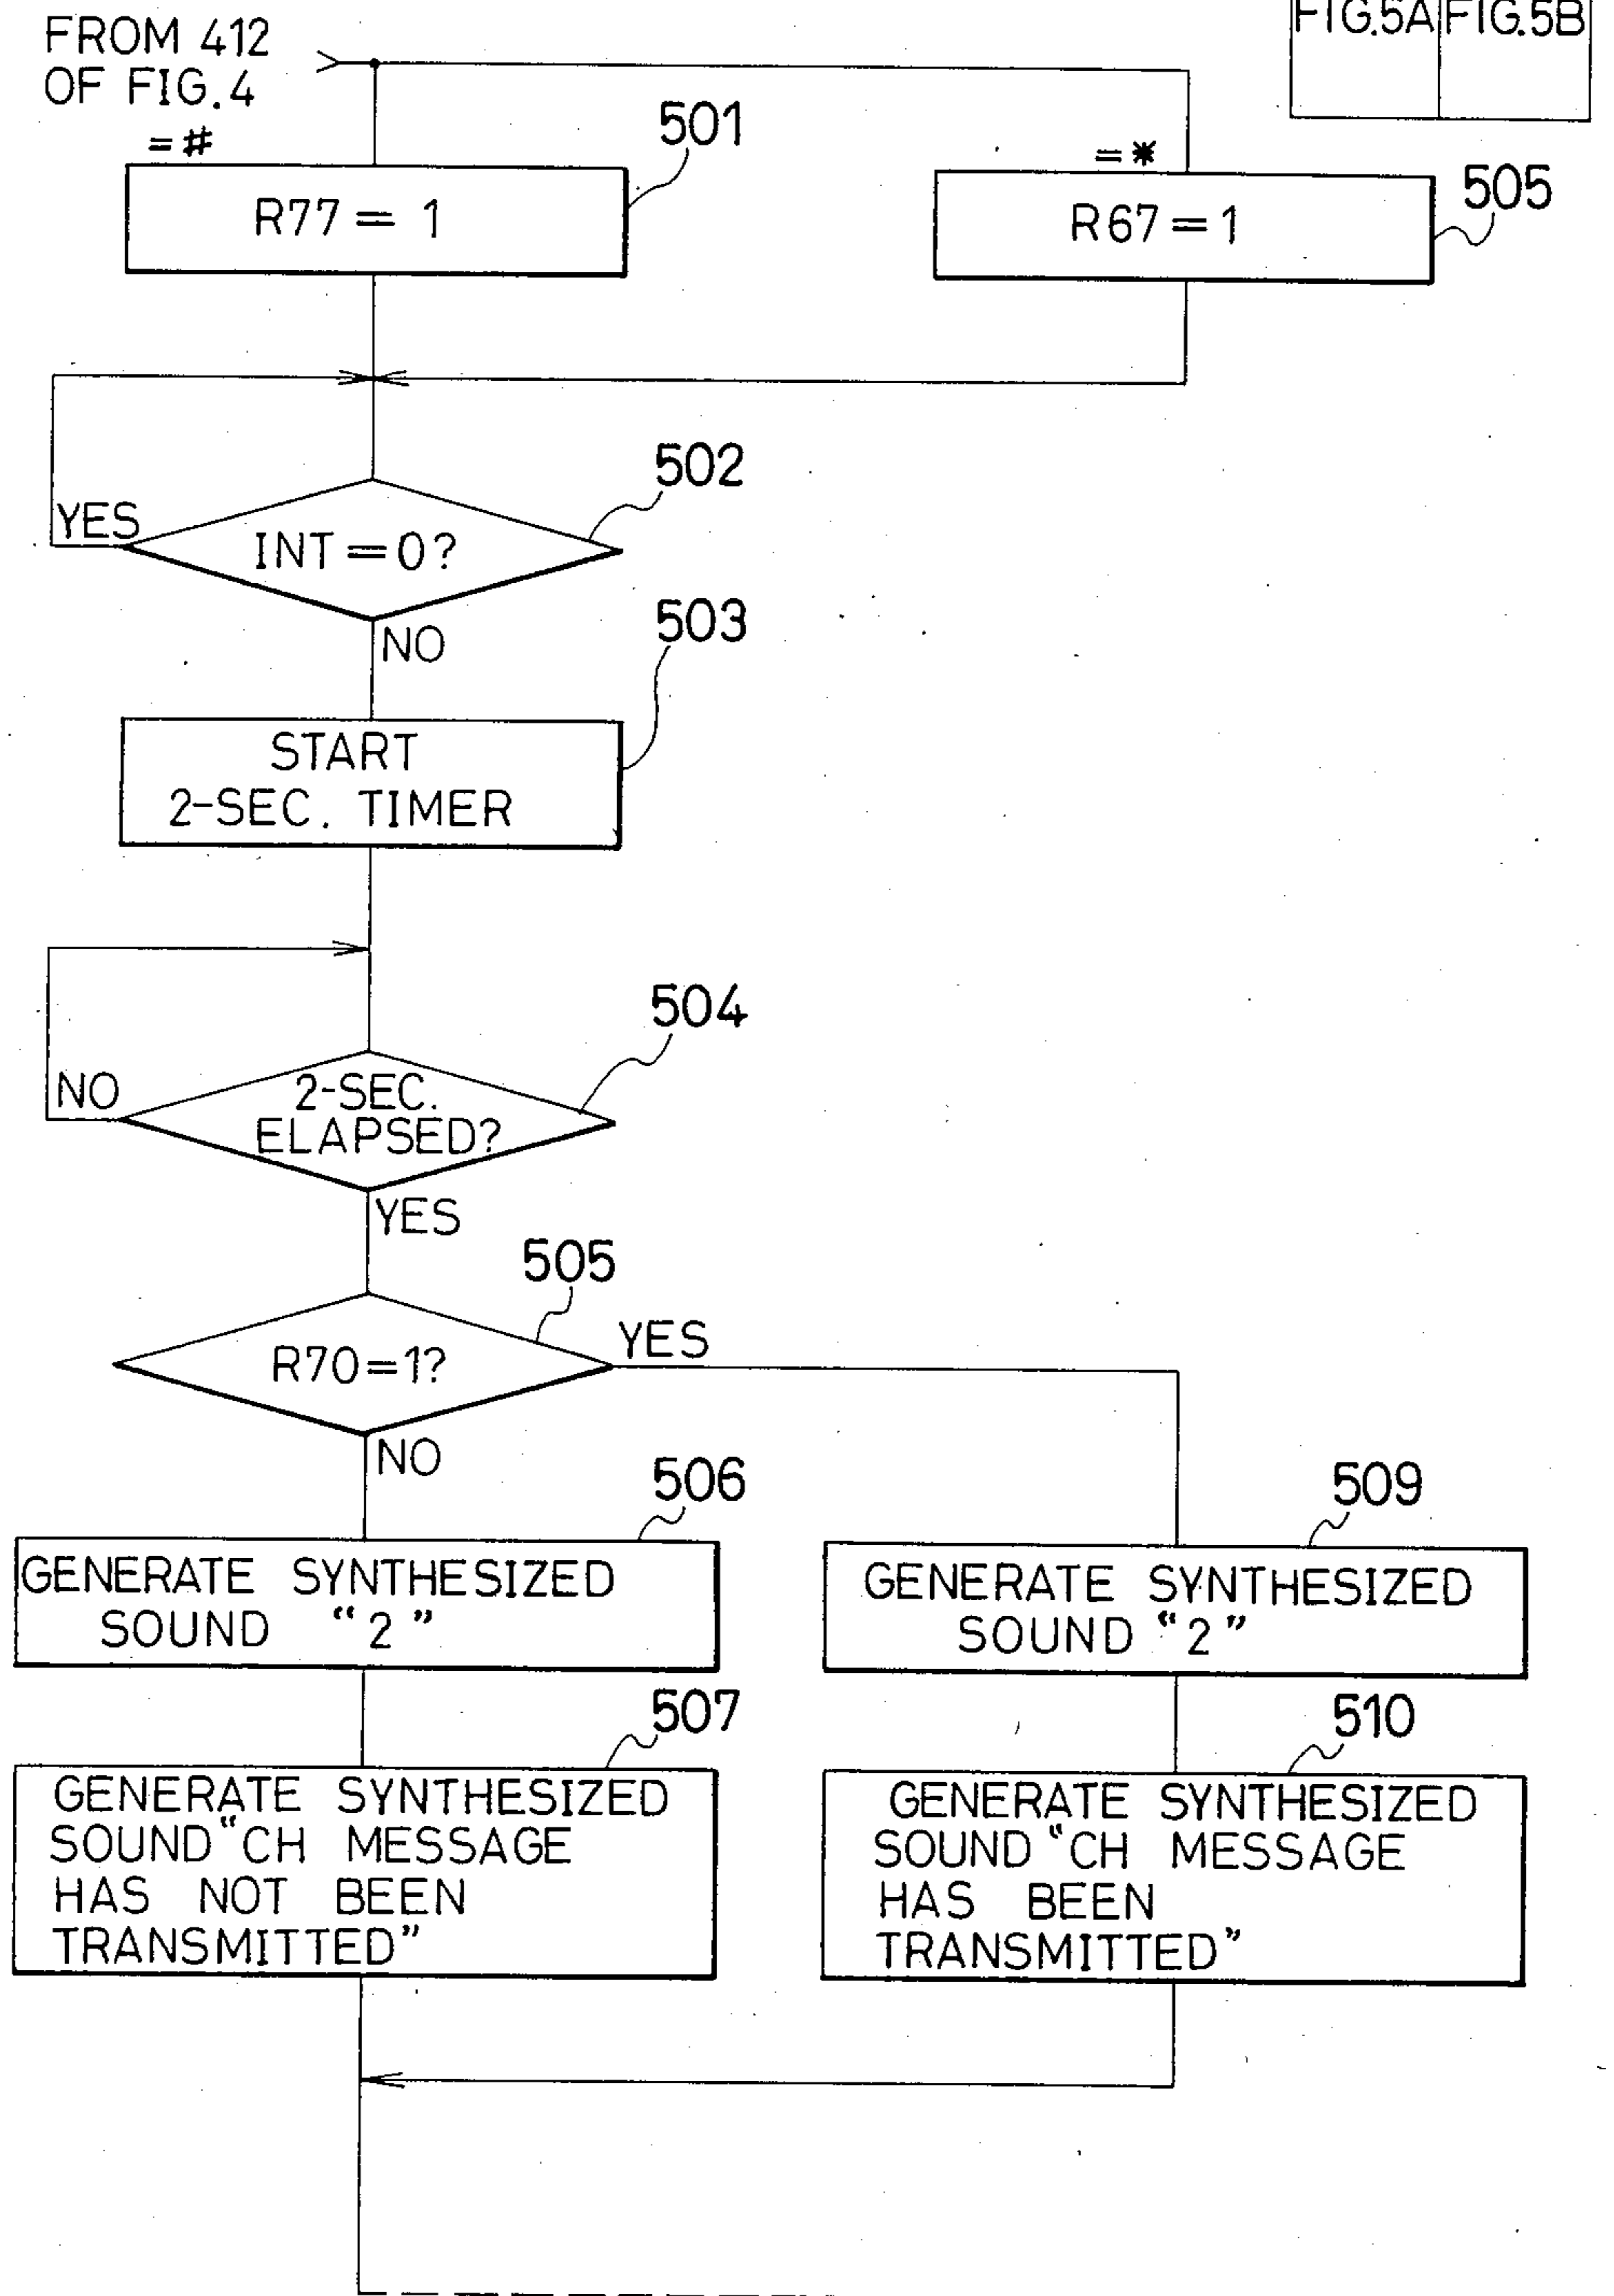 FROM 412
OF FIG.4
FIG.5A FIG.5B
=#
501
R77 = 1
=*
505
R67=1
502
YES
INT=0?
NO
503
START
2-SEC. TIMER
504
NO
2-SEC.
ELAPSED?
YES
505
R70=1?
YES
NO
506
GENERATE SYNTHESIZED
SOUND "2"
509
GENERATE SYNTHESIZED
SOUND "2"
507
GENERATE SYNTHESIZED
SOUND "CH MESSAGE
HAS NOT BEEN
TRANSMITTED"
510
GENERATE SYNTHESIZED
SOUND "CH MESSAGE
HAS BEEN
TRANSMITTED"